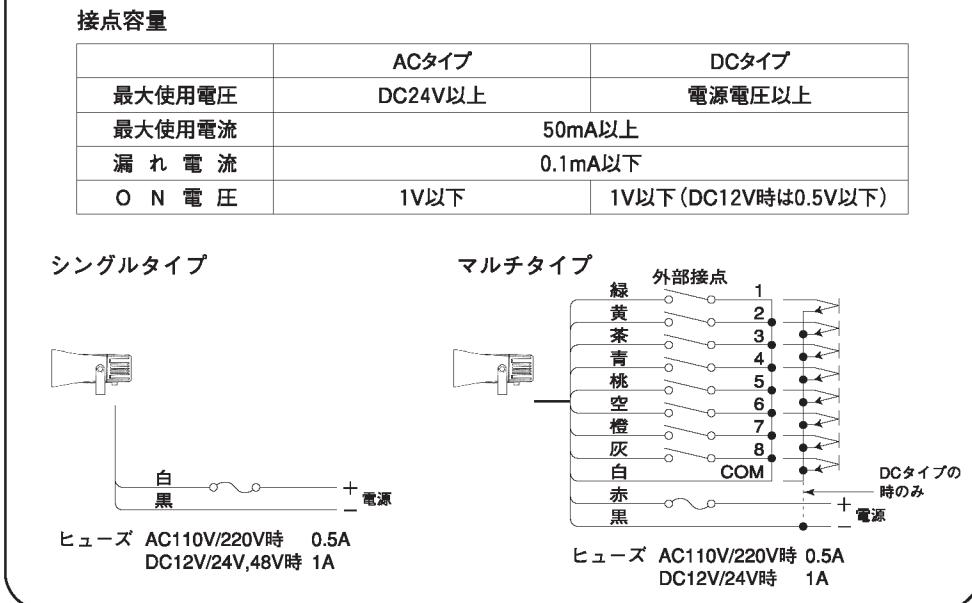 接点容量
ACタイプ DCタイプ
最大使用電圧 DC24V以上 電源電圧以上
最大使用電流 50mA以上
漏れ電流 0.1mA以下
ON電圧 1V以下 1V以下(DC12V時は0.5V以下)
シングルタイプ
白
黒
+
−
電源
ヒューズ AC110V/220V時 0.5A
DC12V/24V,48V時 1A
マルチタイプ
外部接点
緑 1
黄 2
茶 3
青 4
桃 5
空 6
橙 7
灰 8
白 COM
赤
黒
DCタイプの
時のみ
+
−
電源
ヒューズ AC110V/220V時 0.5A
DC12V/24V時 1A